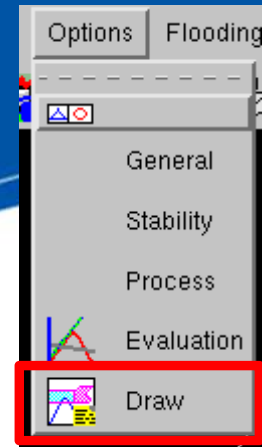 Options Flooding
General
Stability
Process
Evaluation
Draw